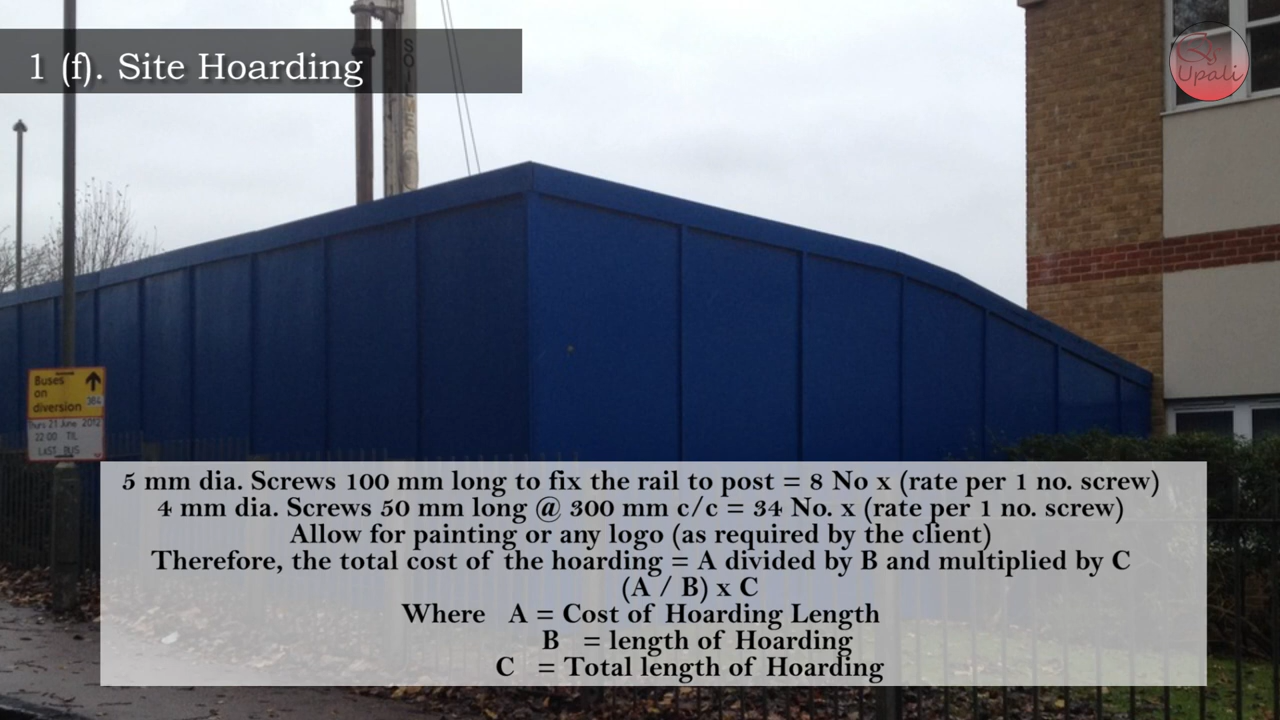 1 (f). Site Hoarding
Qs
Upali
SOILMEC
Buses
on
diversion 384
Thurs 21 June 2012
22 00 TIL
LAST BUS
5 mm dia. Screws 100 mm long to fix the rail to post = 8 No x (rate per 1 no. screw)
4 mm dia. Screws 50 mm long @ 300 mm c/c = 34 No. x (rate per 1 no. screw)
Allow for painting or any logo (as required by the client)
Therefore, the total cost of the hoarding = A divided by B and multiplied by C
(A / B) x C
Where A = Cost of Hoarding Length
B = length of Hoarding
C = Total length of Hoarding